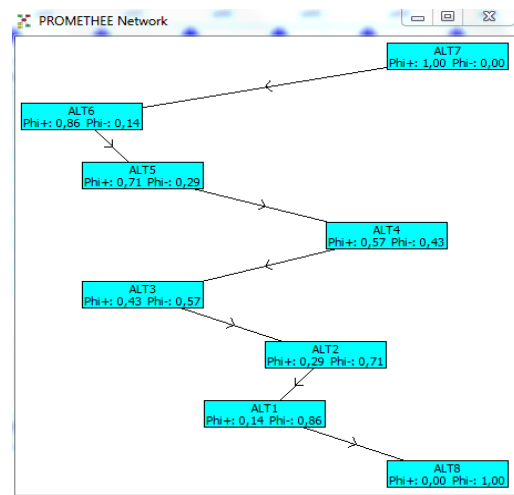 PROMETHEE Network
ALT7
Phi+: 1,00 Phi-: 0,00
ALT6
Phi+: 0,86 Phi-: 0,14
ALT5
Phi+: 0,71 Phi-: 0,29
ALT4
Phi+: 0,57 Phi-: 0,43
ALT3
Phi+: 0,43 Phi-: 0,57
ALT2
Phi+: 0,29 Phi-: 0,71
ALT1
Phi+: 0,14 Phi-: 0,86
ALT8
Phi+: 0,00 Phi-: 1,00